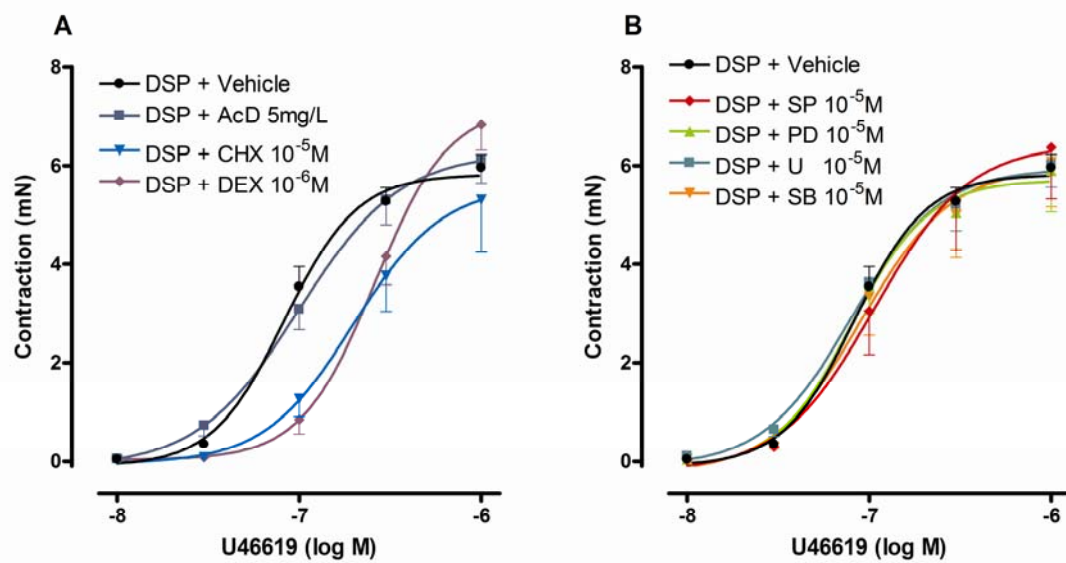 A
8
6
4
2
0
Contraction (mN)
DSP + Vehicle
DSP + AcD 5mg/L
DSP + CHX 10⁻⁵M
DSP + DEX 10⁻⁶M
-8
-7
-6
U46619 (log M)
B
8
6
4
2
0
Contraction (mN)
DSP + Vehicle
DSP + SP 10⁻⁵M
DSP + PD 10⁻⁵M
DSP + U 10⁻⁵M
DSP + SB 10⁻⁵M
-8
-7
-6
U46619 (log M)